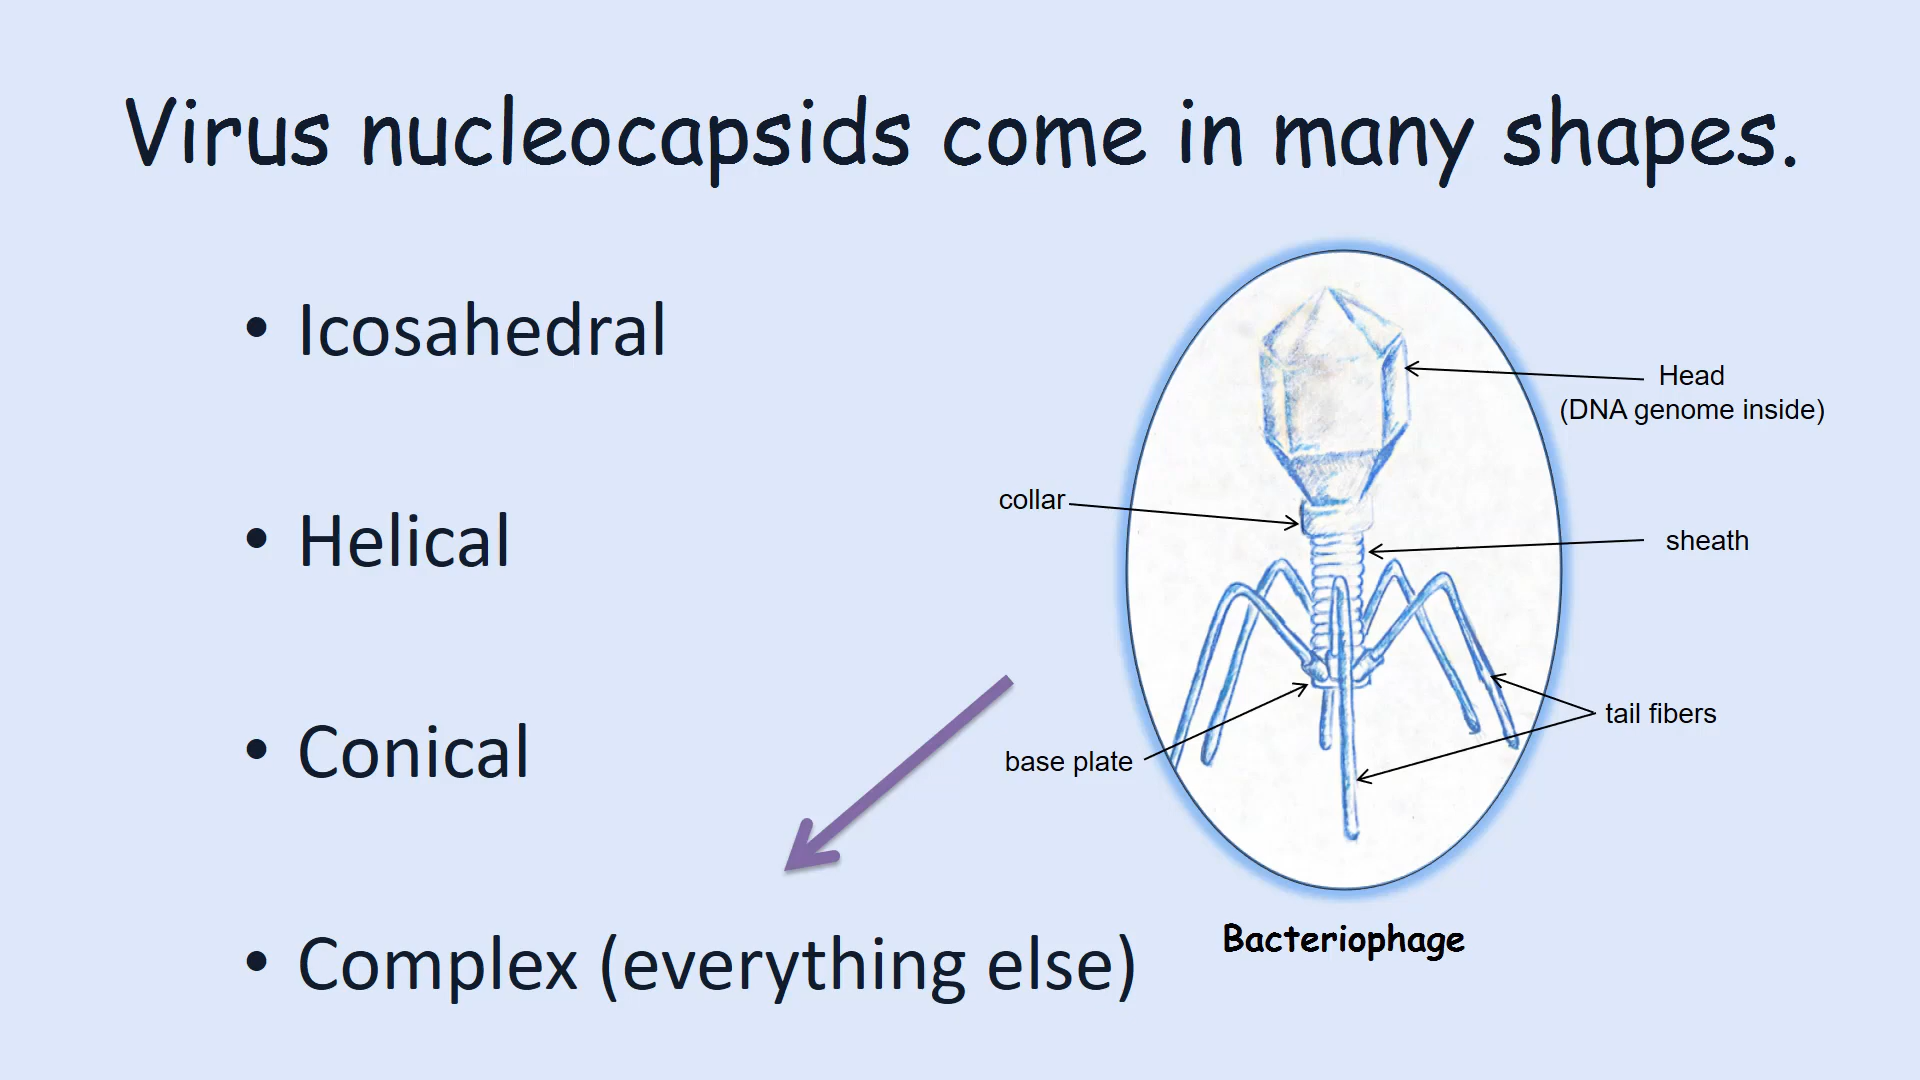 Virus nucleocapsids come in many shapes.
• Icosahedral
• Helical
• Conical
• Complex (everything else)
Head
(DNA genome inside)
collar
sheath
tail fibers
base plate
Bacteriophage